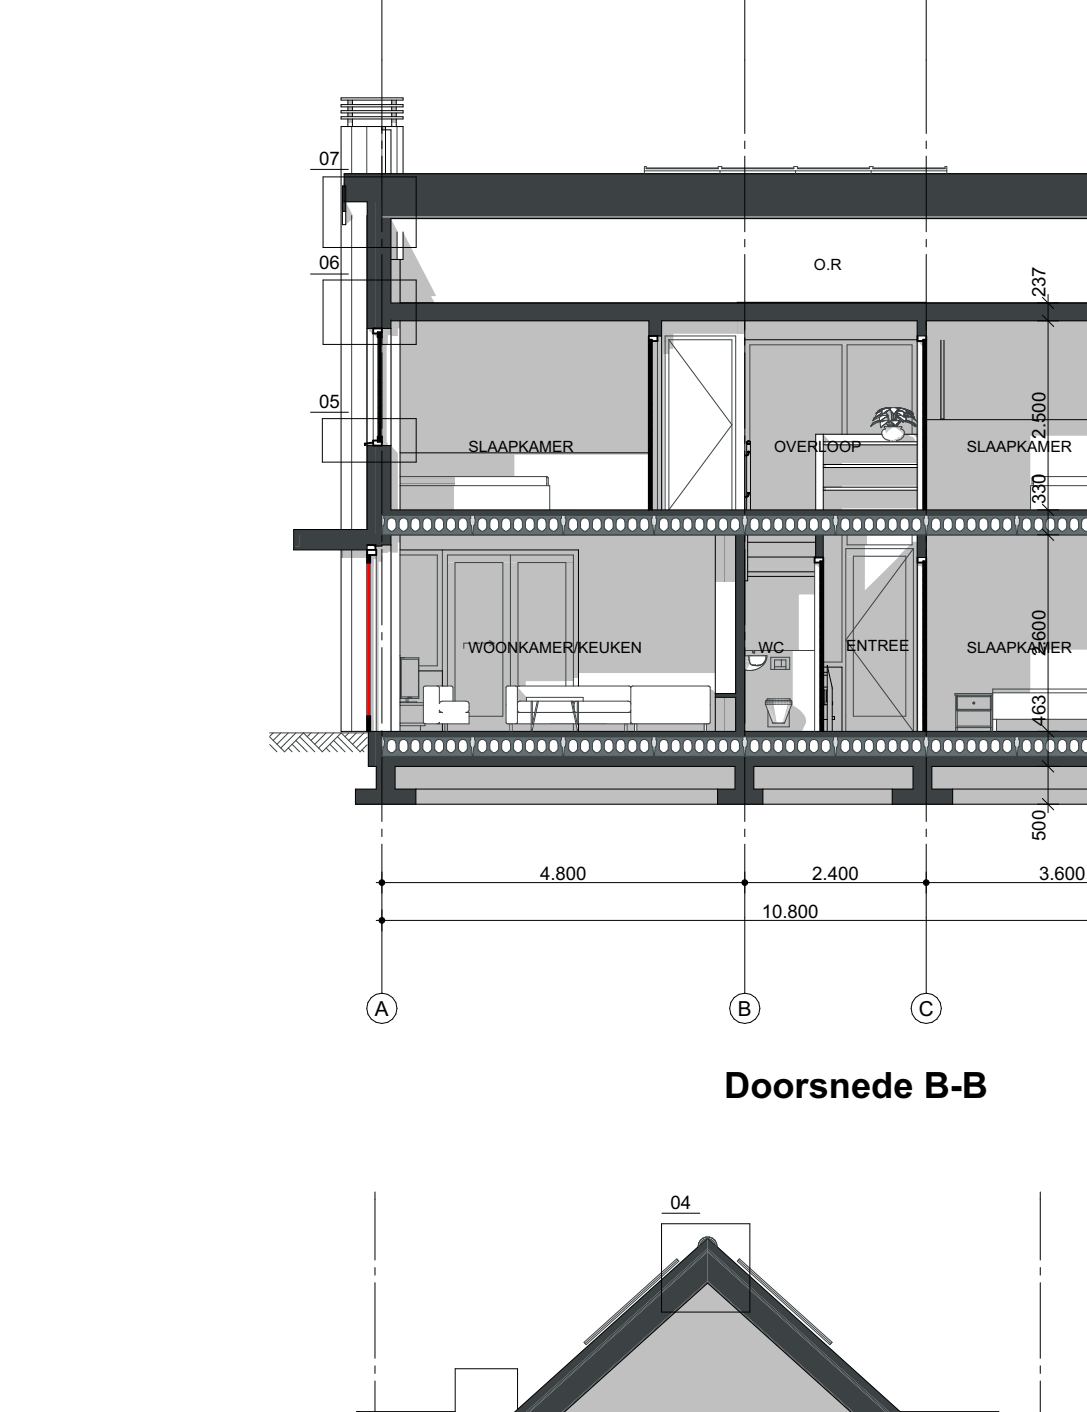 07
06
O.R
237
05
2.500
SLAAPKAMER
OVERLOOP
SLAAPKAMER
330
2.600
WOONKAMER/KEUKEN
WC
ENTREE
SLAAPKAMER
463
500
4.800
2.400
3.600
10.800
A
B
C
Doorsnede B-B
04